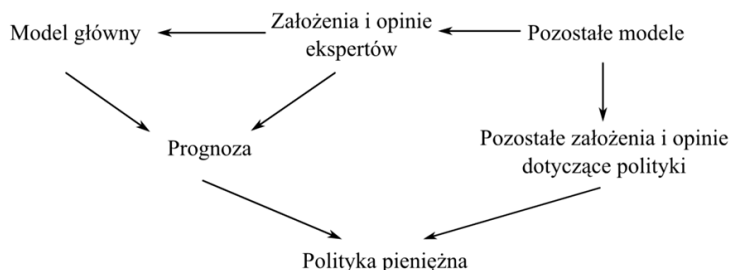 Model główny
Założenia i opinie
ekspertów
Pozostałe modele
Prognoza
Pozostałe założenia i opinie
dotyczące polityki
Polityka pieniężna